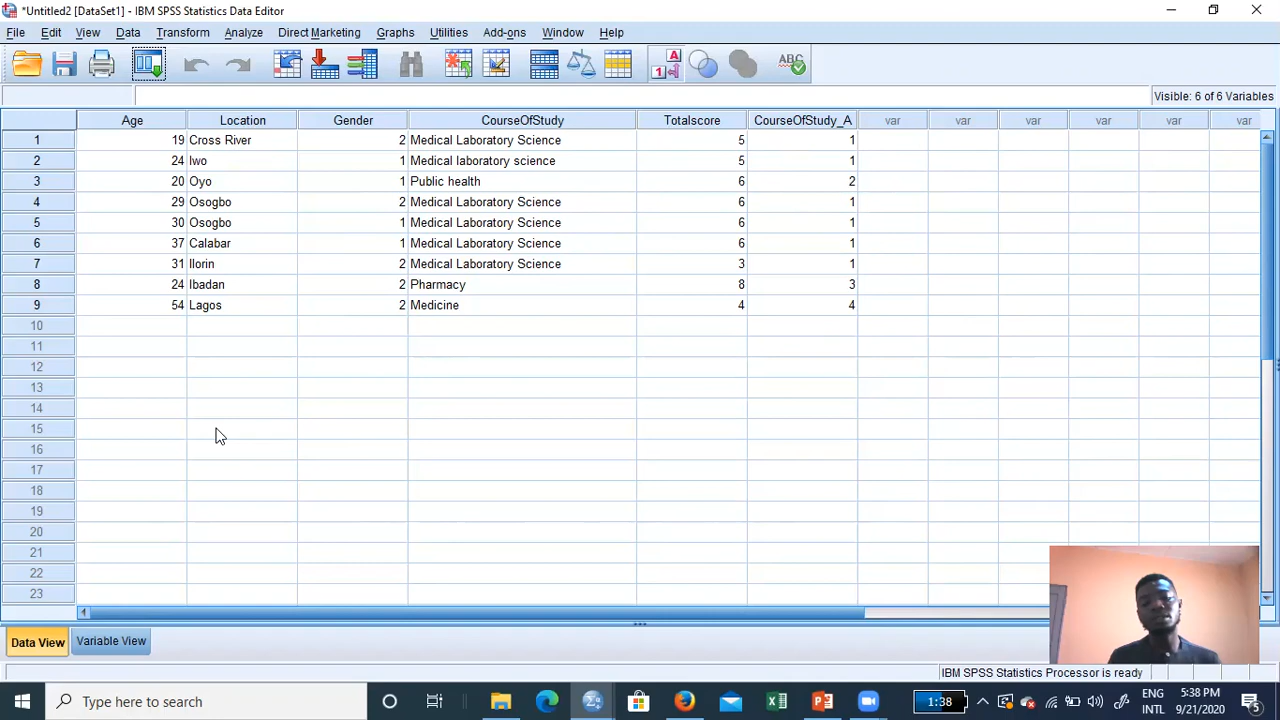 *Untitled2 [DataSet1] - IBM SPSS Statistics Data Editor
File Edit View Data Transform Analyze Direct Marketing Graphs Utilities Add-ons Window Help
Visible: 6 of 6 Variables
Age Location Gender CourseOfStudy Totalscore CourseOfStudy_A var var var var var var
1 19 Cross River 2 Medical Laboratory Science 5 1
2 24 Iwo 1 Medical laboratory science 5 1
3 20 Oyo 1 Public health 6 2
4 29 Osogbo 2 Medical Laboratory Science 6 1
5 30 Osogbo 1 Medical Laboratory Science 6 1
6 37 Calabar 1 Medical Laboratory Science 6 1
7 31 Ilorin 2 Medical Laboratory Science 3 1
8 24 Ibadan 2 Pharmacy 8 3
9 54 Lagos 2 Medicine 4 4
10
11
12
13
14
15
16
17
18
19
20
21
22
23
Data View Variable View
IBM SPSS Statistics Processor is ready
Type here to search
1:38
ENG
INTL
5:38 PM
9/21/2020
5